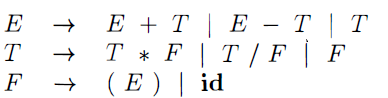 E → E + T | E − T | T
T → T * F | T / F | F
F → ( E ) | id